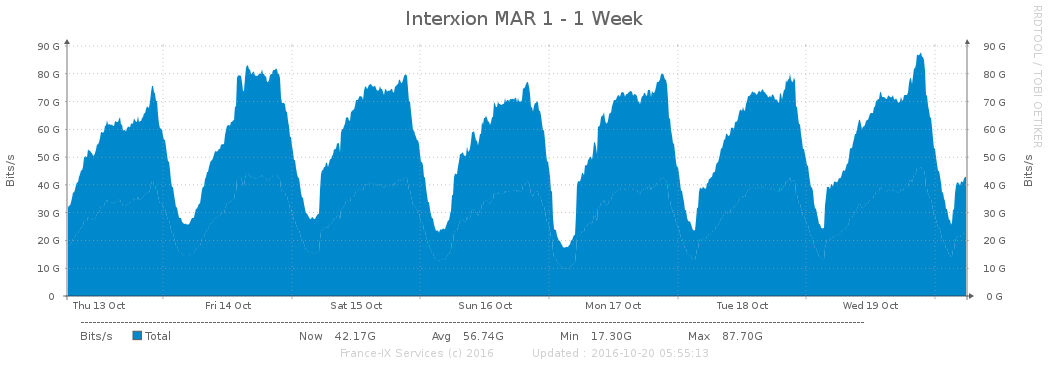 Interxion MAR 1 - 1 Week
RRDTOOL / TOBI OETIKER
90 G 90 G
80 G 80 G
70 G 70 G
60 G 60 G
50 G 50 G
40 G 40 G
30 G 30 G
20 G 20 G
10 G 10 G
0 0 G
Bits/s
Bits/s
Thu 13 Oct Fri 14 Oct Sat 15 Oct Sun 16 Oct Mon 17 Oct Tue 18 Oct Wed 19 Oct
Bits/s Total Now 42.17G Avg 56.74G Min 17.30G Max 87.70G
France-IX Services (c) 2016 Updated : 2016-10-20 05:55:13